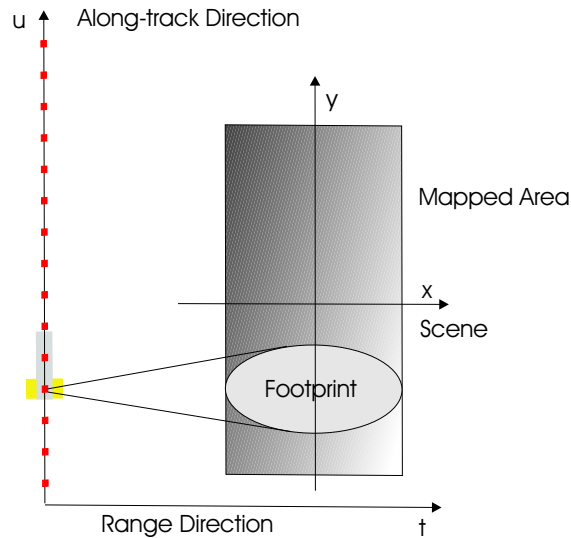 u
Along-track Direction
y
Mapped Area
x
Scene
Footprint
Range Direction
t